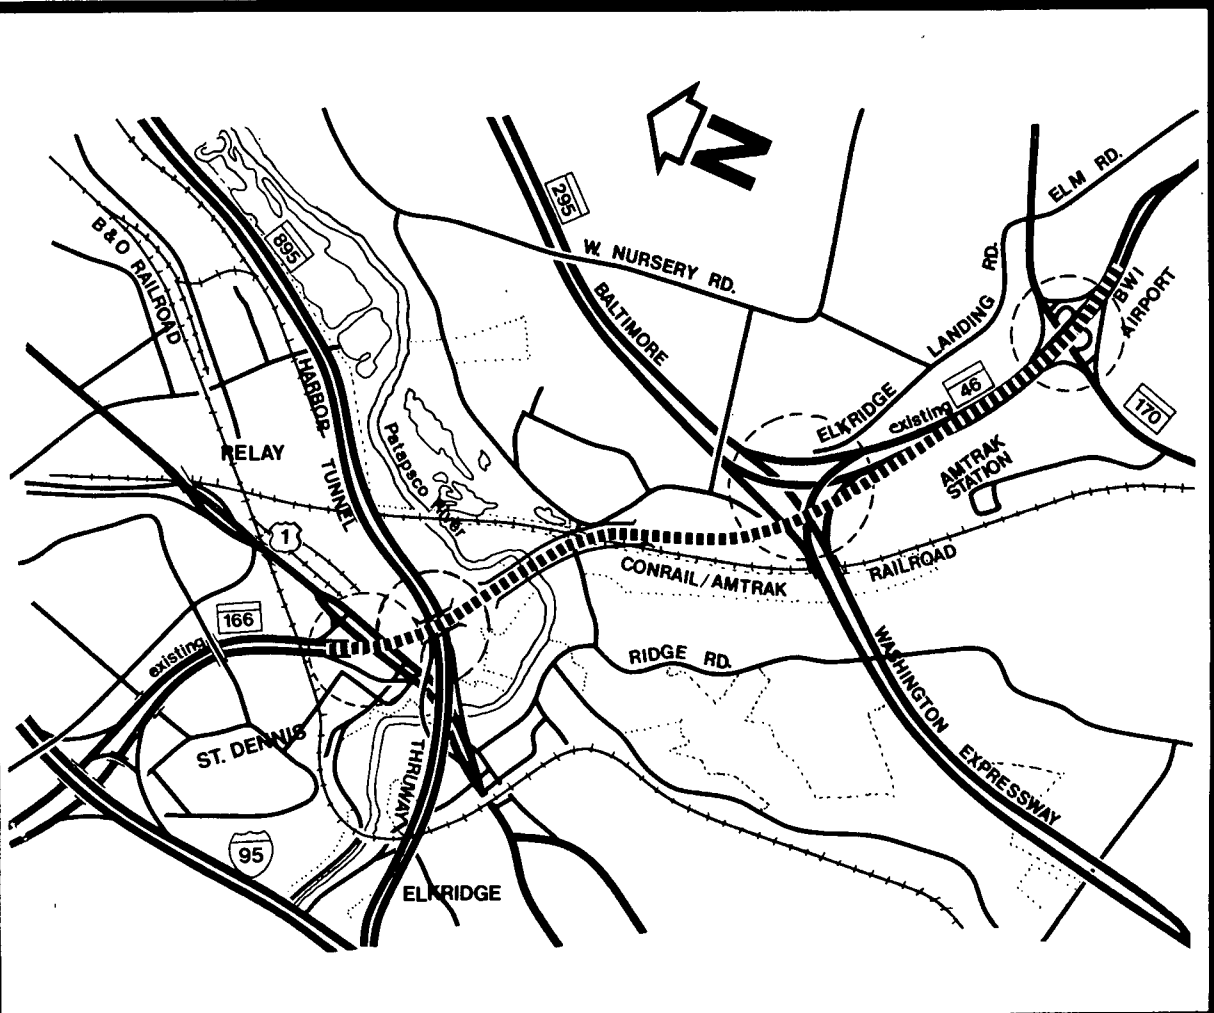 N
295
W. NURSERY RD.
ELM RD.
895
B&O RAILROAD
BALTIMORE
ELKRIDGE LANDING RD.
BWI
AIRPORT
existing 46
170
HARBOR TUNNEL
Patapsco River
RELAY
AMTRAK
STATION
1
CONRAIL/AMTRAK RAILROAD
existing 166
RIDGE RD.
WASHINGTON EXPRESSWAY
ST. DENNIS
THRUWAY
95
ELKRIDGE